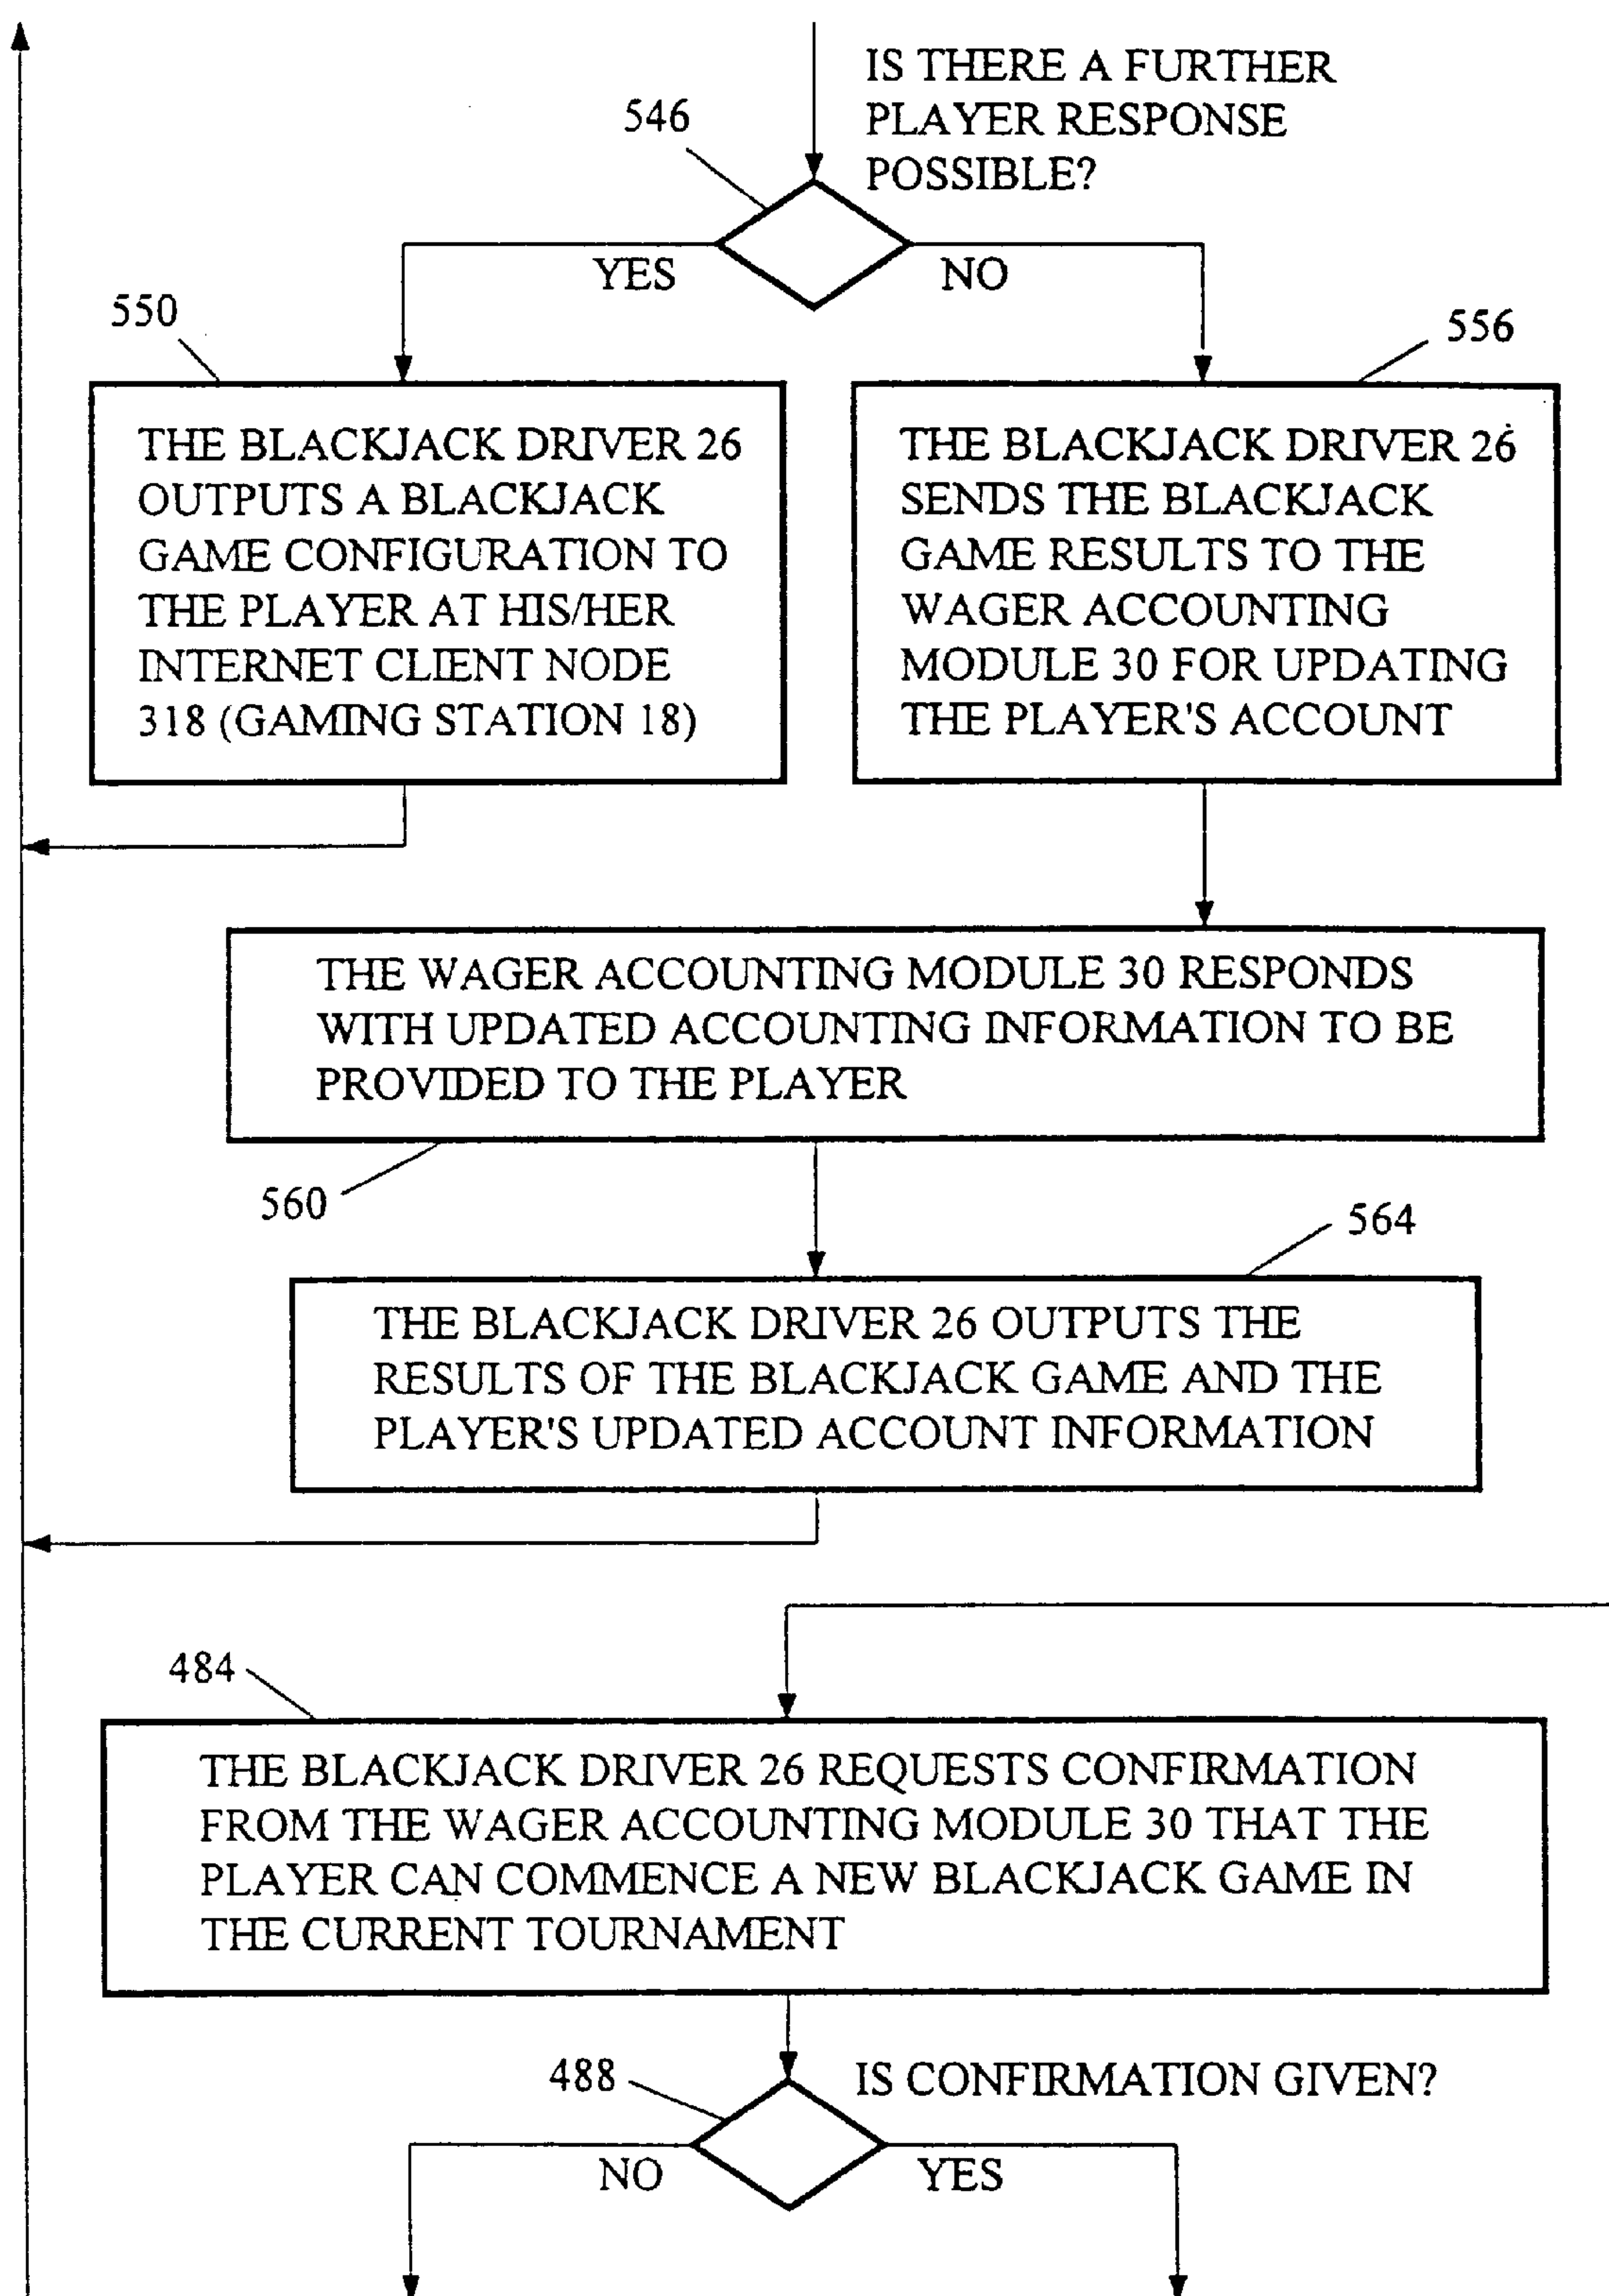 IS THERE A FURTHER
PLAYER RESPONSE
POSSIBLE?
546
YES
NO
550
556
THE BLACKJACK DRIVER 26
OUTPUTS A BLACKJACK
GAME CONFIGURATION TO
THE PLAYER AT HIS/HER
INTERNET CLIENT NODE
318 (GAMING STATION 18)
THE BLACKJACK DRIVER 26
SENDS THE BLACKJACK
GAME RESULTS TO THE
WAGER ACCOUNTING
MODULE 30 FOR UPDATING
THE PLAYER'S ACCOUNT
THE WAGER ACCOUNTING MODULE 30 RESPONDS
WITH UPDATED ACCOUNTING INFORMATION TO BE
PROVIDED TO THE PLAYER
560
564
THE BLACKJACK DRIVER 26 OUTPUTS THE
RESULTS OF THE BLACKJACK GAME AND THE
PLAYER'S UPDATED ACCOUNT INFORMATION
484
THE BLACKJACK DRIVER 26 REQUESTS CONFIRMATION
FROM THE WAGER ACCOUNTING MODULE 30 THAT THE
PLAYER CAN COMMENCE A NEW BLACKJACK GAME IN
THE CURRENT TOURNAMENT
488
IS CONFIRMATION GIVEN?
NO
YES